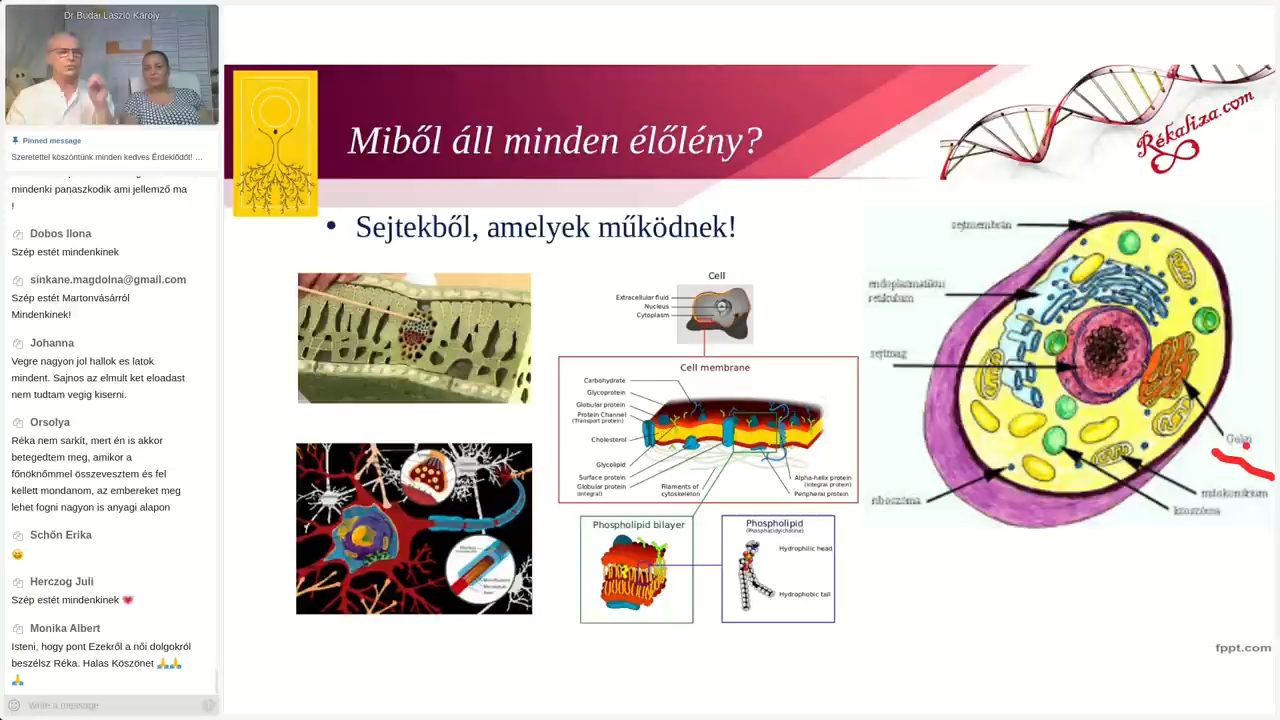 Dr Budai László Károly
Pinned message
Szeretettel köszöntünk minden kedves Érdeklődőt! ...
mindenki panaszkodik ami jellemző ma
!
Dobos Ilona
Szép estét mindenkinek
sinkane.magdolna@gmail.com
Szép estét Martonvásárról
Mindenkinek!
Johanna
Vegre nagyon jol hallok es latok
mindent. Sajnos az elmult ket eloadast
nem tudtam vegig kiserni.
Orsolya
Réka nem sarkít, mert én is akkor
betegedtem meg, amikor a
főnöknőmmel összevesztem és fel
kellett mondanom, az embereket meg
lehet fogni nagyon is anyagi alapon
Schőn Erika
😄
Herczog Juli
Szép estét mindenkinek 💗
Monika Albert
Isteni, hogy pont Ezekről a női dolgokról
beszélsz Réka. Halas Köszönet 🙏🙏
🙏
Write a message
Miből áll minden élőlény?
Rékaliza.com
• Sejtekből, amelyek működnek!
Cell
Extracellular fluid
Nucleus
Cytoplasm
Cell membrane
Carbohydrate
Glycoprotein
Globular protein
Protein Channel
(Transport protein)
Cholesterol
Glycolipid
Surface protein
Globular protein
(Integral)
Filaments of
cytoskeleton
Alpha-helix protein
(Integral protein)
Peripheral protein
Phospholipid bilayer
Phospholipid
(Phosphatidylcholine)
Hydrophilic head
Hydrophobic tail
sejtmembrán
endoplazmatikus
retikulum
sejtmag
riboszóma
Golgi
mitokondrium
lizoszóma
fppt.com